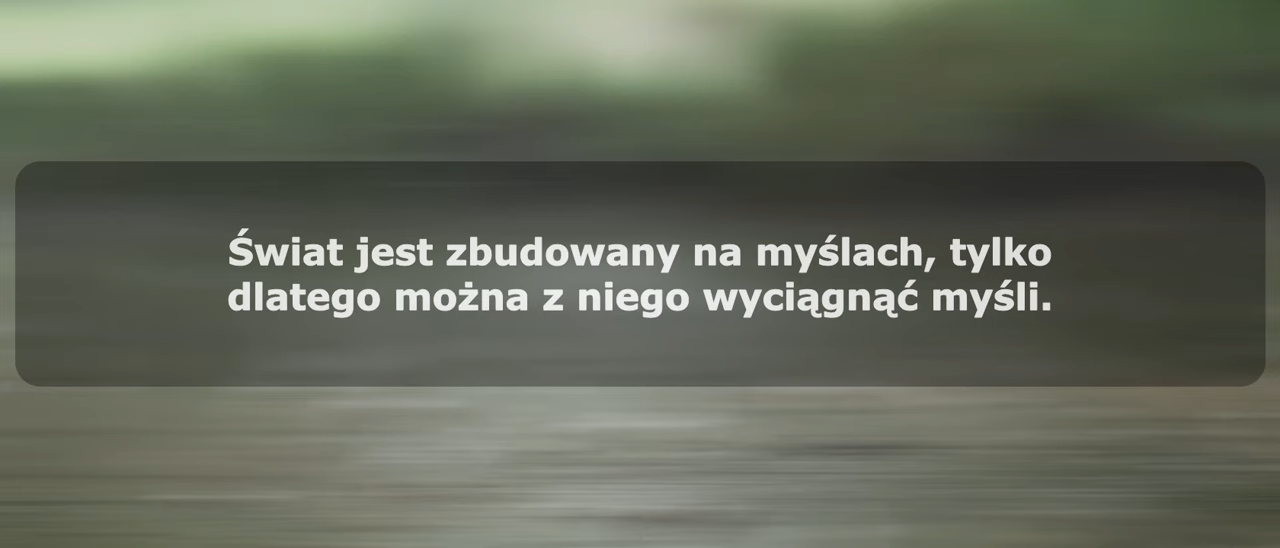 Świat jest zbudowany na myślach, tylko
dlatego można z niego wyciągnąć myśli.